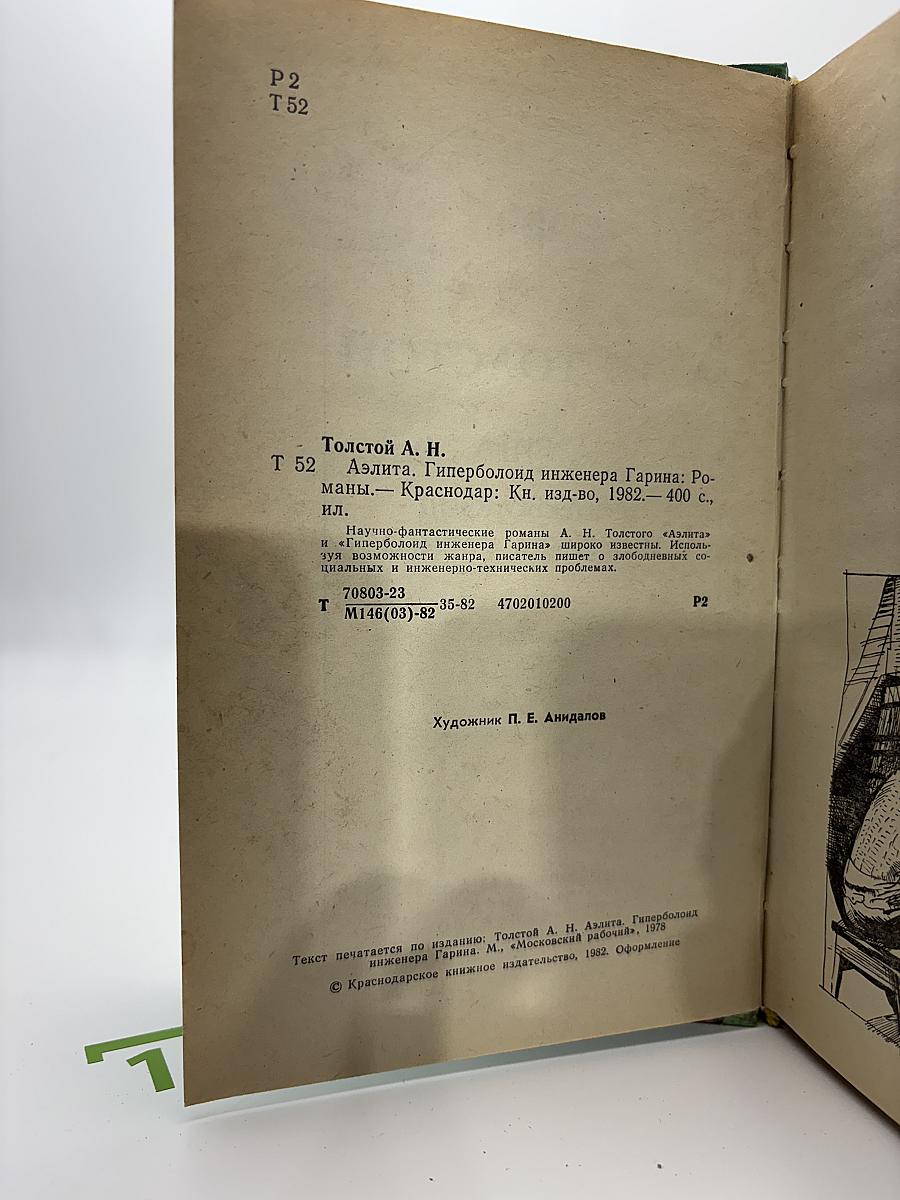 Р2
Т 52
Толстой А. Н.
Т 52 Аэлита. Гиперболоид инженера Гарина: Ро-
маны.— Краснодар: Кн. изд-во, 1982.— 400 с.,
ил.
Научно-фантастические романы А. Н. Толстого «Аэлита»
и «Гиперболоид инженера Гарина» широко известны. Исполь-
зуя возможности жанра, писатель пишет о злободневных со-
циальных и инженерно-технических проблемах.
70803-23
Т 35-82 4702010200 Р2
М146(03)-82
Художник П. Е. Анидалов
Текст печатается по изданию: Толстой А. Н. Аэлита. Гиперболоид
инженера Гарина. М., «Московский рабочий», 1978
© Краснодарское книжное издательство, 1982. Оформление